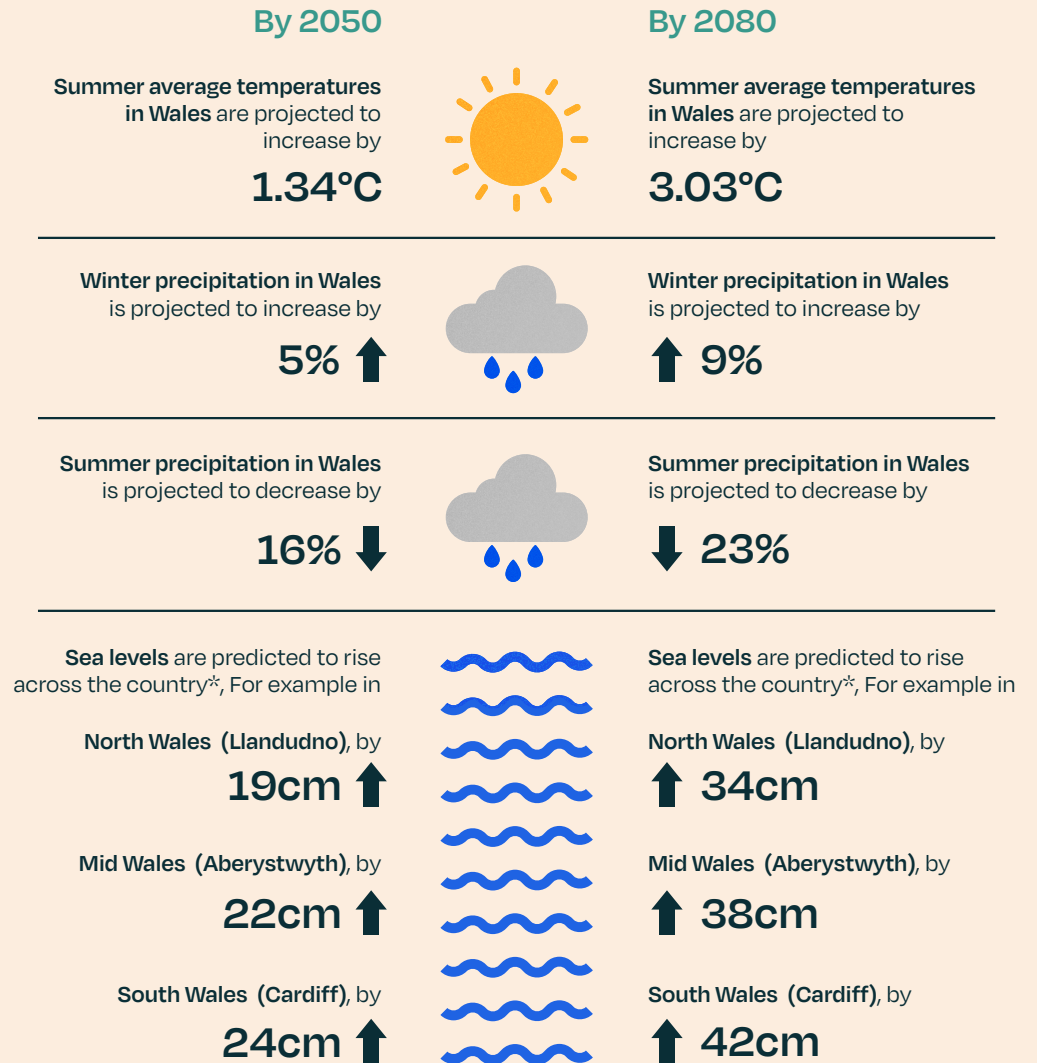 By 2050
Summer average temperatures
in Wales are projected to
increase by
1.34°C
Winter precipitation in Wales
is projected to increase by
5%
Summer precipitation in Wales
is projected to decrease by
16%
Sea levels are predicted to rise
across the country*, For example in
North Wales (Llandudno), by
19cm
Mid Wales (Aberystwyth), by
22cm
South Wales (Cardiff), by
24cm
By 2080
Summer average temperatures
in Wales are projected to
increase by
3.03°C
Winter precipitation in Wales
is projected to increase by
9%
Summer precipitation in Wales
is projected to decrease by
23%
Sea levels are predicted to rise
across the country*, For example in
North Wales (Llandudno), by
34cm
Mid Wales (Aberystwyth), by
38cm
South Wales (Cardiff), by
42cm